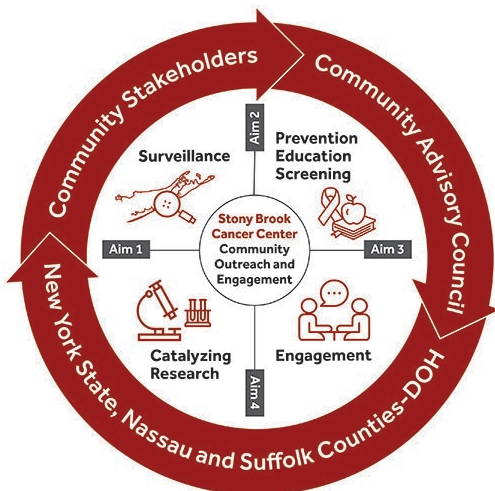 Community Stakeholders
Community Advisory Council
New York State, Nassau and Suffolk Counties-DOH
Aim 2
Surveillance
Prevention
Education
Screening
Aim 1
Stony Brook
Cancer Center
Community
Outreach and
Engagement
Aim 3
Catalyzing
Research
Engagement
Aim 4